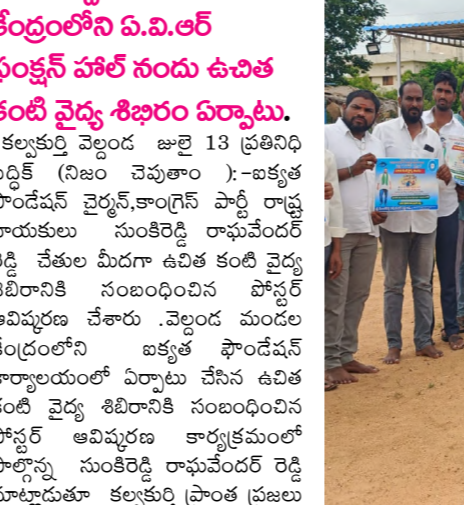 కేంద్రంలోని ఏ.వి.ఆర్
ఫంక్షన్ హాల్ నందు ఉచిత
కంటి వైద్య శిభిరం ఏర్పాటు.
కల్వకుర్తి వెల్దండ జులై 13 ప్రతినిధి
(నిజం చెపుతాం ):-ఐక్యత
ఫౌండేషన్ చైర్మన్,కాంగ్రెస్ పార్టీ రాష్ట్ర
నాయకులు సుంకిరెడ్డి రాఘవేందర్
రెడ్డి చేతుల మీదగా ఉచిత కంటి వైద్య
శిబిరానికి సంబంధించిన పోస్టర్
ఆవిష్కరణ చేశారు .వెల్దండ మండల
కేంద్రంలోని ఐక్యత ఫౌండేషన్
కార్యాలయంలో ఏర్పాటు చేసిన ఉచిత
కంటి వైద్య శిబిరానికి సంబంధించిన
పోస్టర్ ఆవిష్కరణ కార్యక్రమంలో
పాల్గొన్న సుంకిరెడ్డి రాఘవేందర్ రెడ్డి
మాట్లాడుతూ కల్వకుర్తి ప్రాంత ప్రజలు